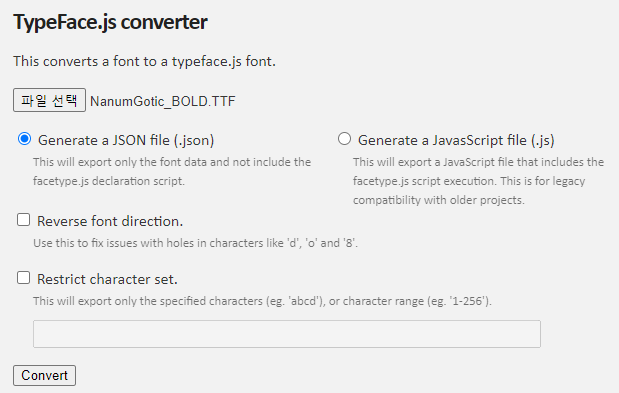 TypeFace.js converter
This converts a font to a typeface.js font.
파일 선택 NanumGotic_BOLD.TTF
Generate a JSON file (.json)
This will export only the font data and not include the
facetype.js declaration script.
Generate a JavasScript file (.js)
This will export a JavaScript file that includes the
facetype.js script execution. This is for legacy
compatibility with older projects.
Reverse font direction.
Use this to fix issues with holes in characters like 'd', 'o' and '8'.
Restrict character set.
This will export only the specified characters (eg. 'abcd'), or character range (eg. '1-256').
Convert